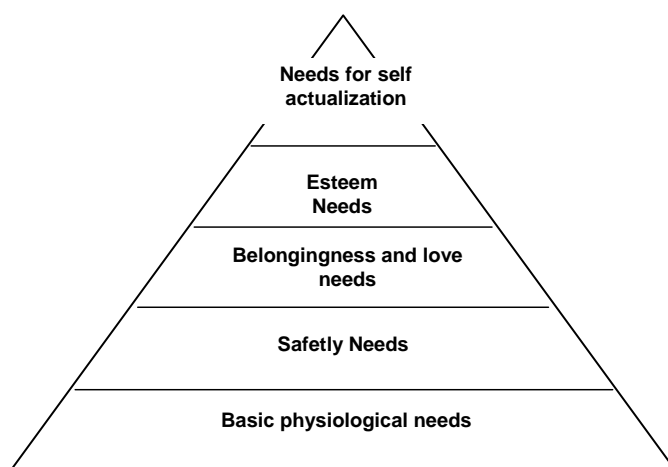 Needs for self
actualization
Esteem
Needs
Belongingness and love
needs
Safetly Needs
Basic physiological needs